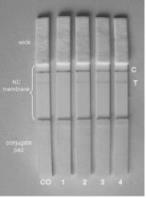 wick
C
NC
membrane
T
conjugate
pad
CO 1 2 3 4